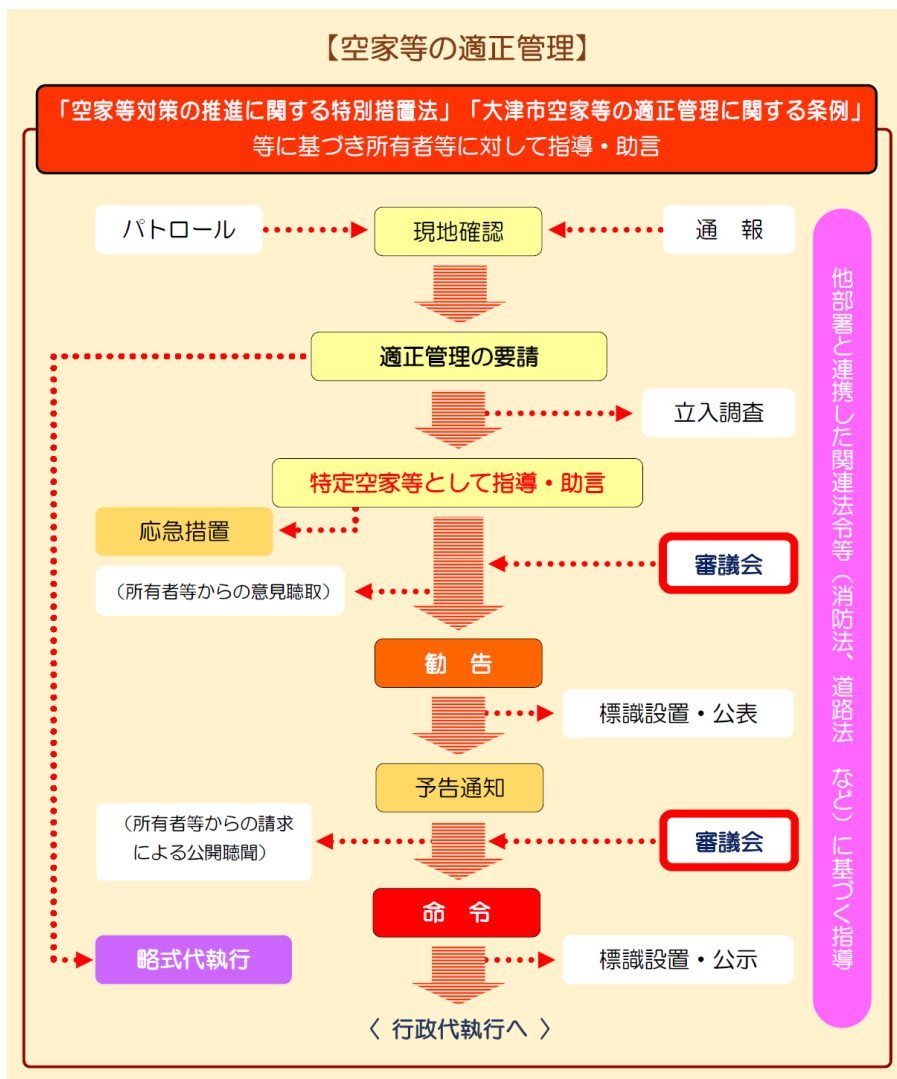 【空家等の適正管理】
「空家等対策の推進に関する特別措置法」「大津市空家等の適正管理に関する条例」
等に基づき所有者等に対して指導・助言
パトロール
現地確認
通　報
適正管理の要請
立入調査
特定空家等として指導・助言
応急措置
審議会
（所有者等からの意見聴取）
勧　告
標識設置・公表
予告通知
（所有者等からの請求
による公開聴聞）
審議会
命　令
略式代執行
標識設置・公示
〈 行政代執行へ 〉
他部署と連携した関連法令等（消防法、道路法　など）に基づく指導